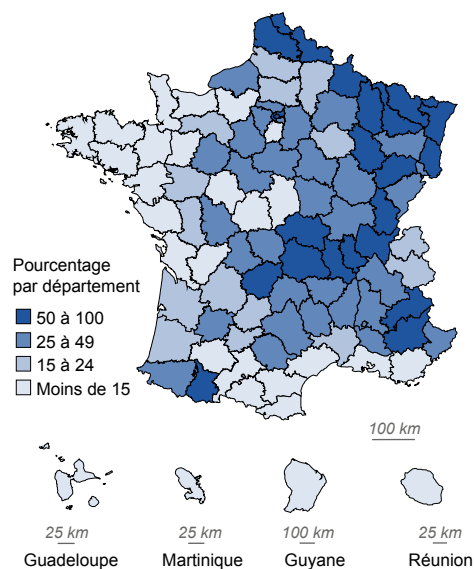 Pourcentage
par département
50 à 100
25 à 49
15 à 24
Moins de 15
100 km
25 km
25 km
100 km
25 km
Guadeloupe
Martinique
Guyane
Réunion